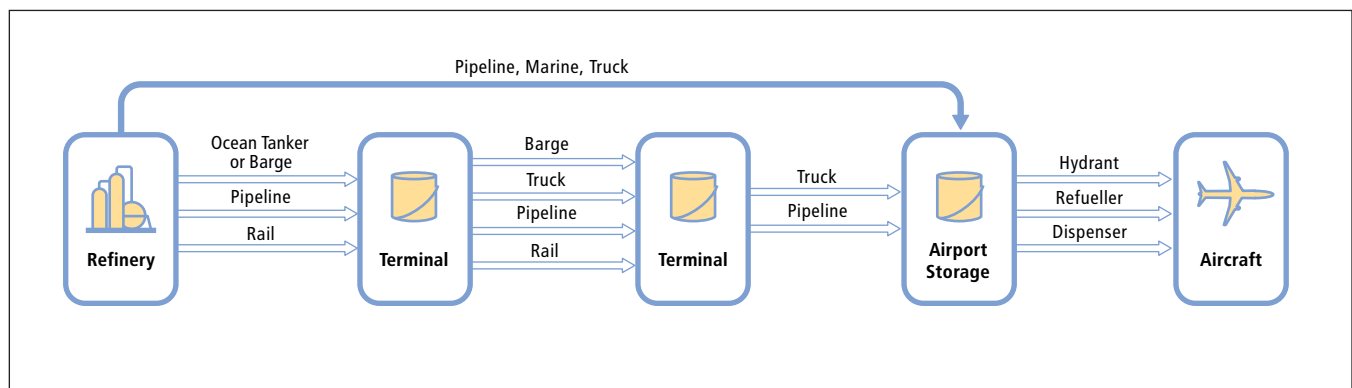 Pipeline, Marine, Truck
Refinery
Ocean Tanker
or Barge
Pipeline
Rail
Terminal
Barge
Truck
Pipeline
Rail
Terminal
Truck
Pipeline
Airport
Storage
Hydrant
Refueller
Dispenser
Aircraft